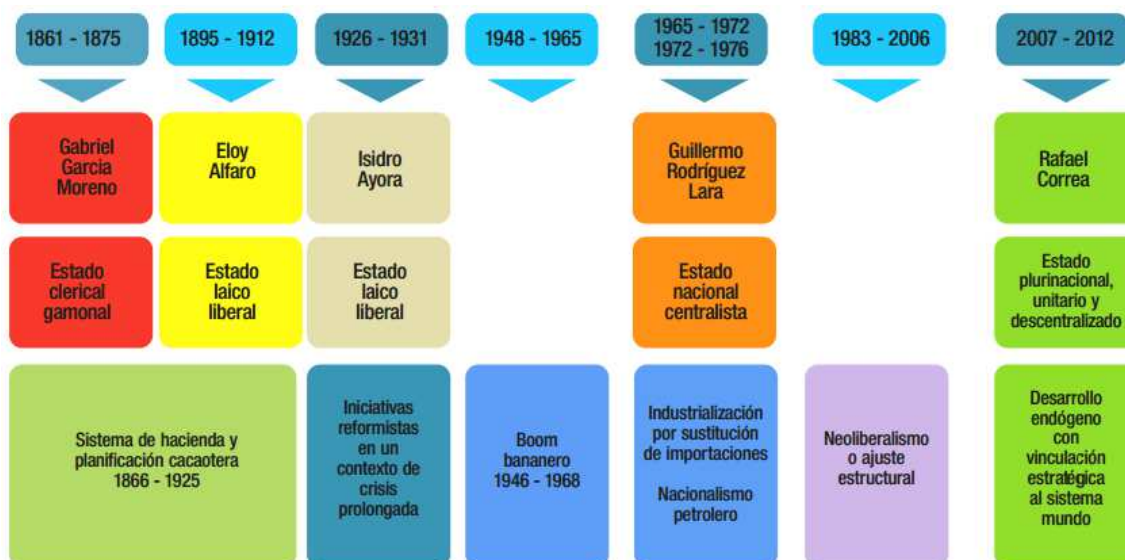 1861 - 1875
1895 - 1912
1926 - 1931
1948 - 1965
1965 - 1972
1972 - 1976
1983 - 2006
2007 - 2012
Gabriel
Garcia
Moreno
Eloy
Alfaro
Isidro
Ayora
Guillermo
Rodríguez
Lara
Rafael
Correa
Estado
clerical
gamonal
Estado
laico
liberal
Estado
laico
liberal
Estado
nacional
centralista
Estado
plurinacional,
unitario y
descentralizado
Sistema de hacienda y
planificación cacaotera
1866 - 1925
Iniciativas
reformistas
en un
contexto de
crisis
prolongada
Boom
bananero
1946 - 1968
Industrialización
por sustitución
de importaciones
Nacionalismo
petrolero
Neoliberalismo
o ajuste
estructural
Desarrollo
endógeno
con
vinculación
estratégica
al sistema
mundo